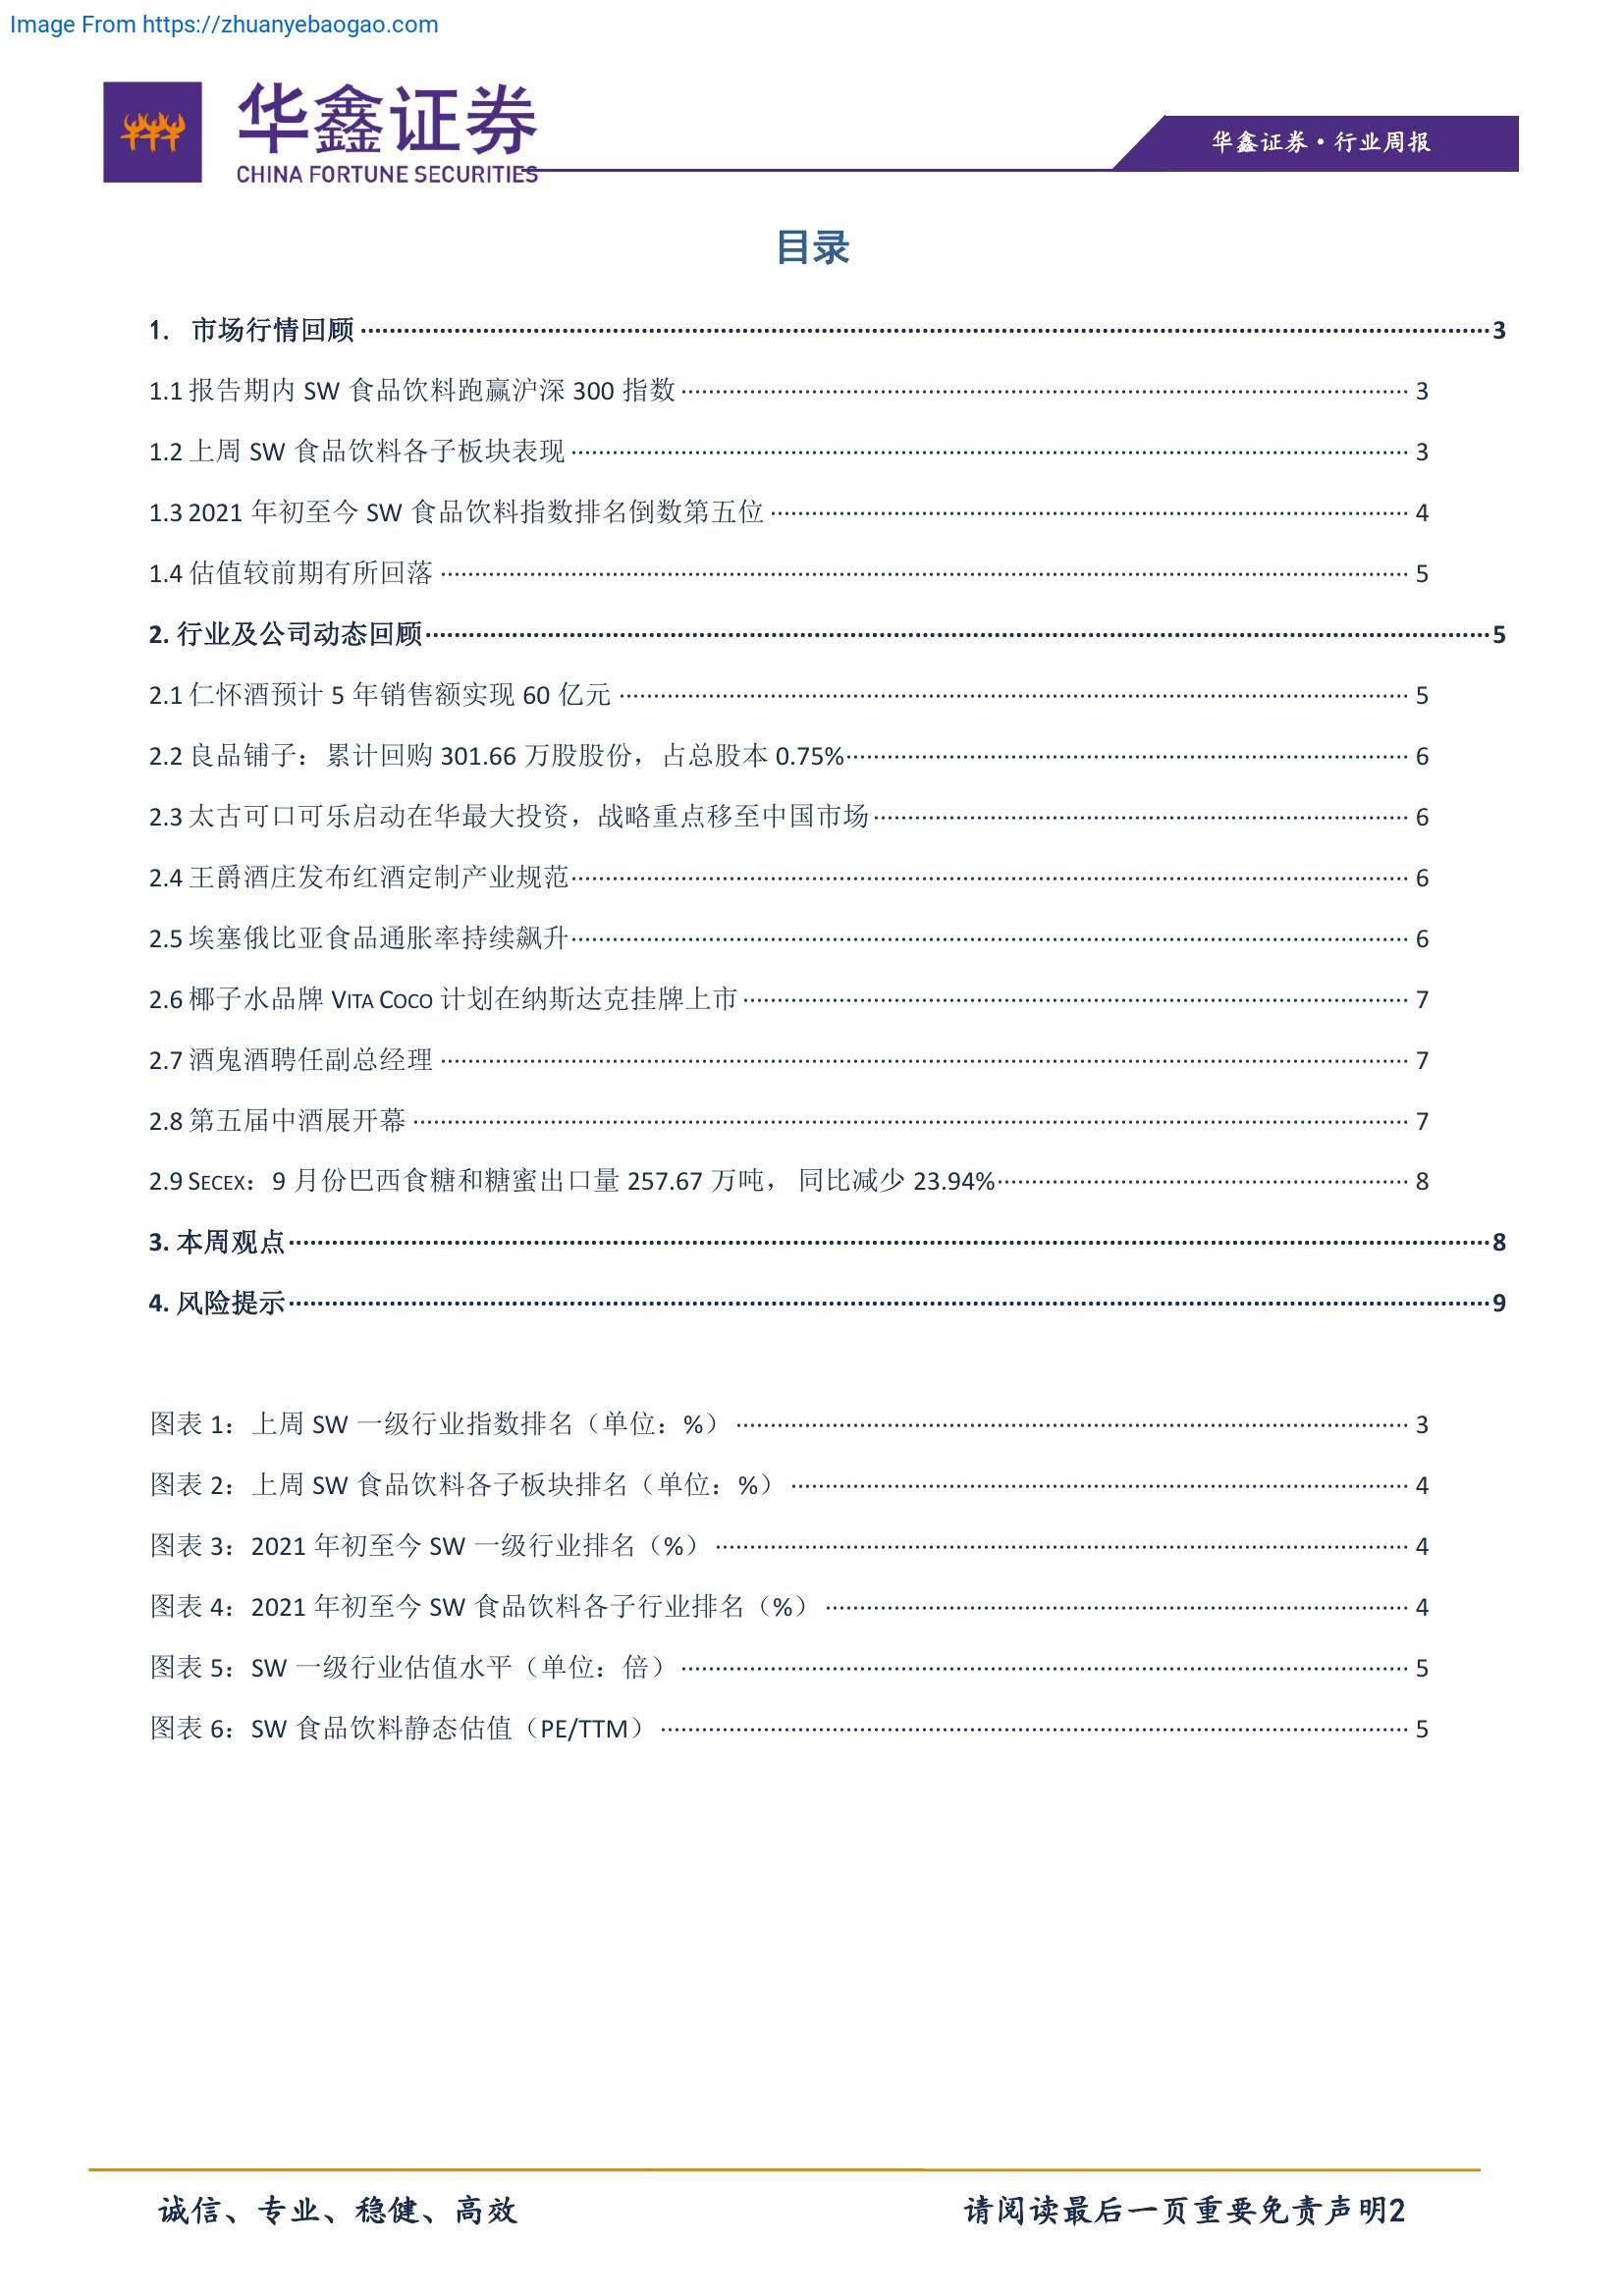 Image From https://zhuanyebaogao.com
华鑫证券
CHINA FORTUNE SECURITIES
华鑫证券·行业周报
目录
1. 市场行情回顾 3
1.1 报告期内 SW 食品饮料跑赢沪深 300 指数 3
1.2 上周 SW 食品饮料各子板块表现 3
1.3 2021 年初至今 SW 食品饮料指数排名倒数第五位 4
1.4 估值较前期有所回落 5
2. 行业及公司动态回顾 5
2.1 仁怀酒预计 5 年销售额实现 60 亿元 5
2.2 良品铺子：累计回购 301.66 万股股份，占总股本 0.75% 6
2.3 太古可口可乐启动在华最大投资，战略重点移至中国市场 6
2.4 王爵酒庄发布红酒定制产业规范 6
2.5 埃塞俄比亚食品通胀率持续飙升 6
2.6 椰子水品牌 VITA COCO 计划在纳斯达克挂牌上市 7
2.7 酒鬼酒聘任副总经理 7
2.8 第五届中酒展开幕 7
2.9 SECEX：9 月份巴西食糖和糖蜜出口量 257.67 万吨， 同比减少 23.94% 8
3. 本周观点 8
4. 风险提示 9
图表 1：上周 SW 一级行业指数排名（单位：%） 3
图表 2：上周 SW 食品饮料各子板块排名（单位：%） 4
图表 3：2021 年初至今 SW 一级行业排名（%） 4
图表 4：2021 年初至今 SW 食品饮料各子行业排名（%） 4
图表 5：SW 一级行业估值水平（单位：倍） 5
图表 6：SW 食品饮料静态估值（PE/TTM） 5
诚信、专业、稳健、高效
请阅读最后一页重要免责声明2